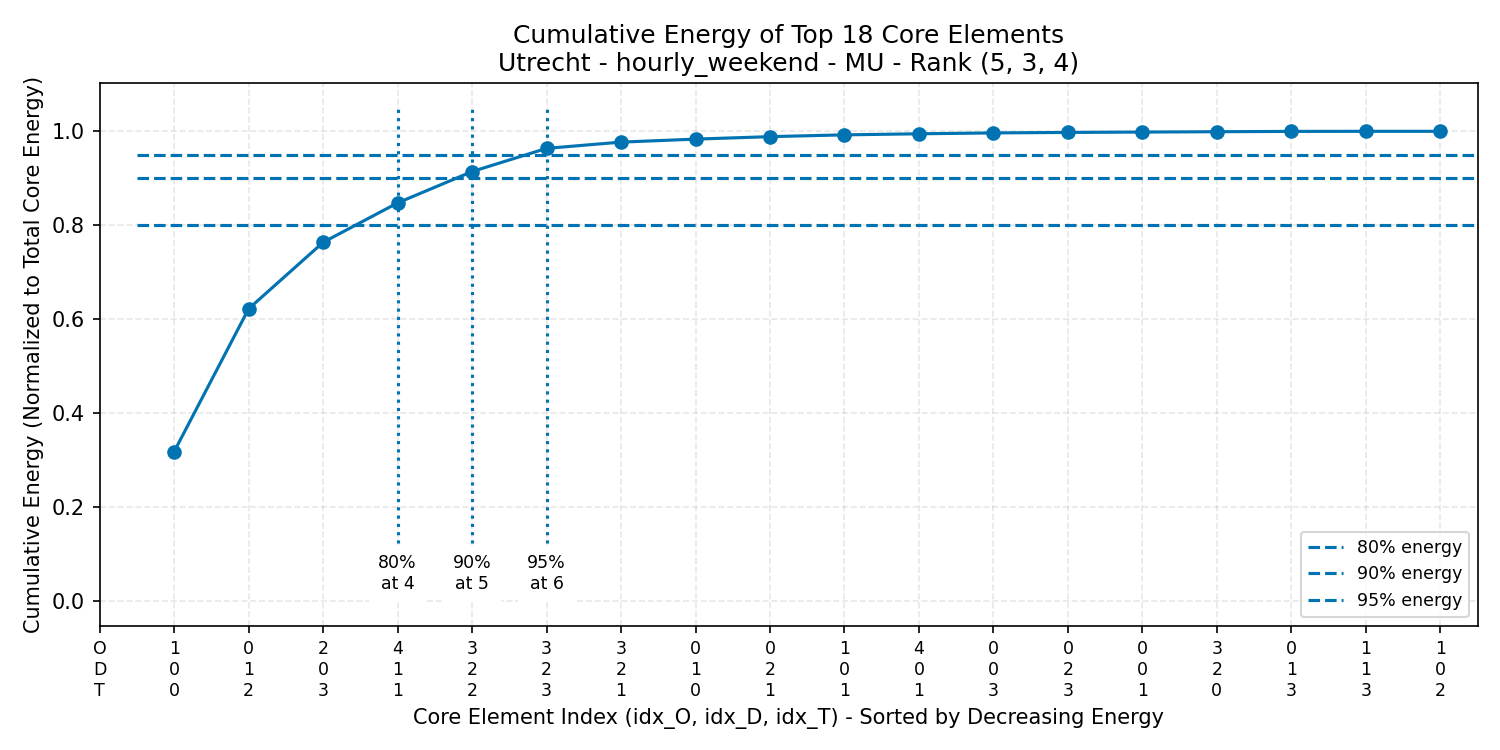 Cumulative Energy of Top 18 Core Elements
Utrecht - hourly_weekend - MU - Rank (5, 3, 4)
Cumulative Energy (Normalized to Total Core Energy)
1.0
0.8
0.6
0.4
0.2
0.0
80%
at 4
90%
at 5
95%
at 6
80% energy
90% energy
95% energy
O 1 0 2 4 3 3 3 0 0 1 4 0 0 0 3 0 1 1
D 0 1 0 1 2 2 2 1 2 0 0 0 2 0 2 1 1 0
T 0 2 3 1 2 3 1 0 1 1 1 3 3 1 0 3 3 2
Core Element Index (idx_O, idx_D, idx_T) - Sorted by Decreasing Energy